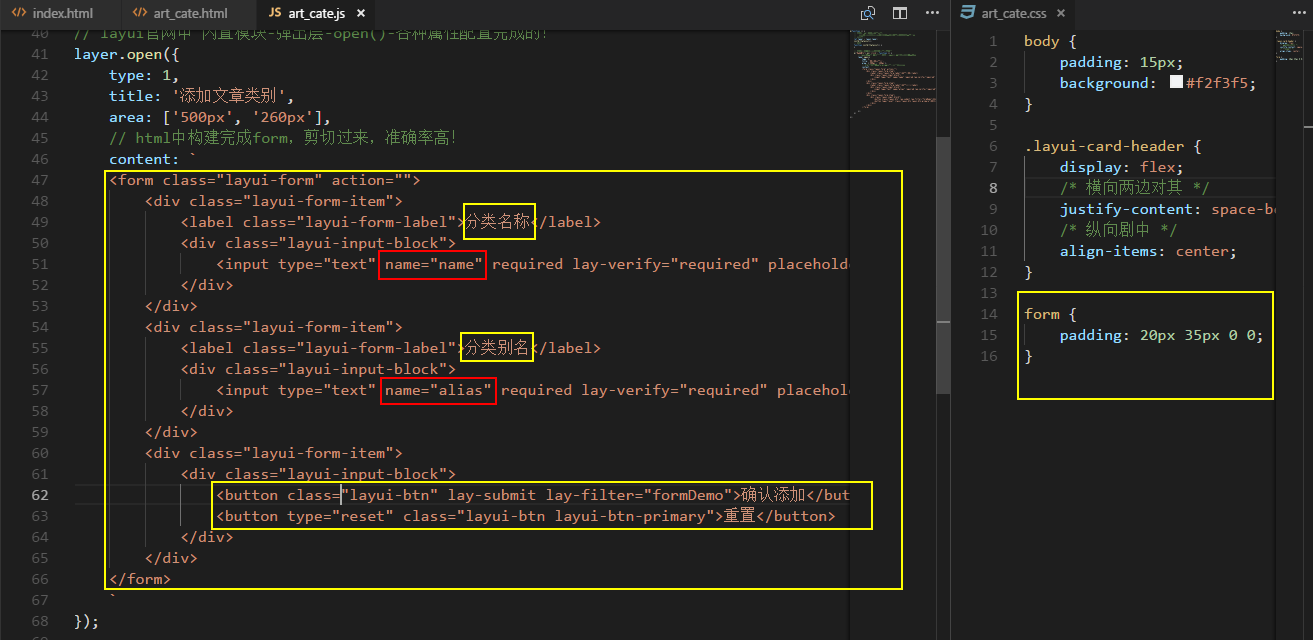 index.html
art_cate.html
JS art_cate.js ×
art_cate.css ×
40 // layui官网中 内置模块-弹出层-open()-各种属性配置完成的!
41 layer.open({
42 type: 1,
43 title: '添加文章类别',
44 area: ['500px', '260px'],
45 // html中构建完成form，剪切过来，准确率高!
46 content: `
47 <form class="layui-form" action="">
48 <div class="layui-form-item">
49 <label class="layui-form-label">分类名称</label>
50 <div class="layui-input-block">
51 <input type="text" name="name" required lay-verify="required" placeholde
52 </div>
53 </div>
54 <div class="layui-form-item">
55 <label class="layui-form-label">分类别名</label>
56 <div class="layui-input-block">
57 <input type="text" name="alias" required lay-verify="required" placehol
58 </div>
59 </div>
60 <div class="layui-form-item">
61 <div class="layui-input-block">
62 <button class="layui-btn" lay-submit lay-filter="formDemo">确认添加</but
63 <button type="reset" class="layui-btn layui-btn-primary">重置</button>
64 </div>
65 </div>
66 </form>
67 `
68 });
1 body {
2 padding: 15px;
3 background: #f2f3f5;
4 }
5
6 .layui-card-header {
7 display: flex;
8 /* 横向两边对其 */
9 justify-content: space-b
10 /* 纵向剧中 */
11 align-items: center;
12 }
13
14 form {
15 padding: 20px 35px 0 0;
16 }